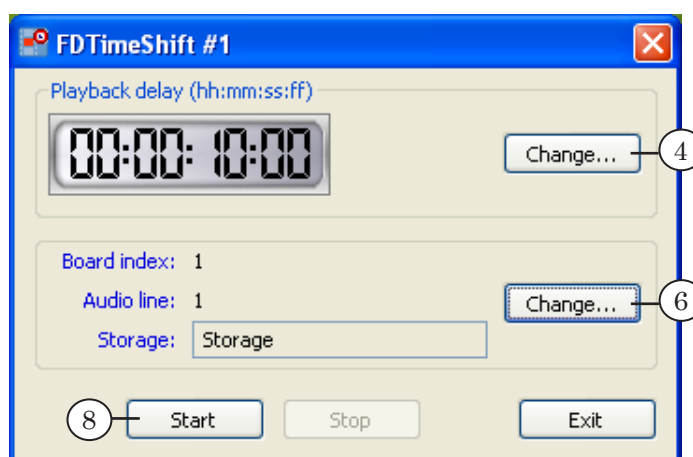 FDTimeShift #1
Playback delay (hh:mm:ss:ff)
00:00:10:00
Change...
4
Board index: 1
Audio line: 1
Change...
6
Storage: Storage
8
Start
Stop
Exit